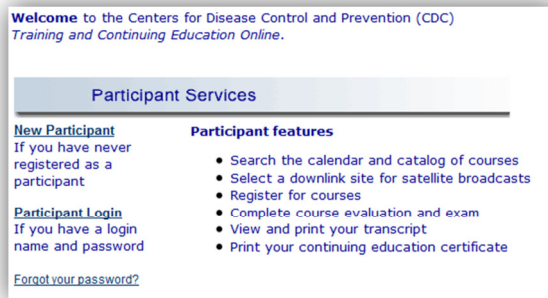 Welcome to the Centers for Disease Control and Prevention (CDC)
Training and Continuing Education Online.
Participant Services
New Participant
If you have never
registered as a
participant
Participant Login
If you have a login
name and password
Forgot your password?
Participant features
• Search the calendar and catalog of courses
• Select a downlink site for satellite broadcasts
• Register for courses
• Complete course evaluation and exam
• View and print your transcript
• Print your continuing education certificate